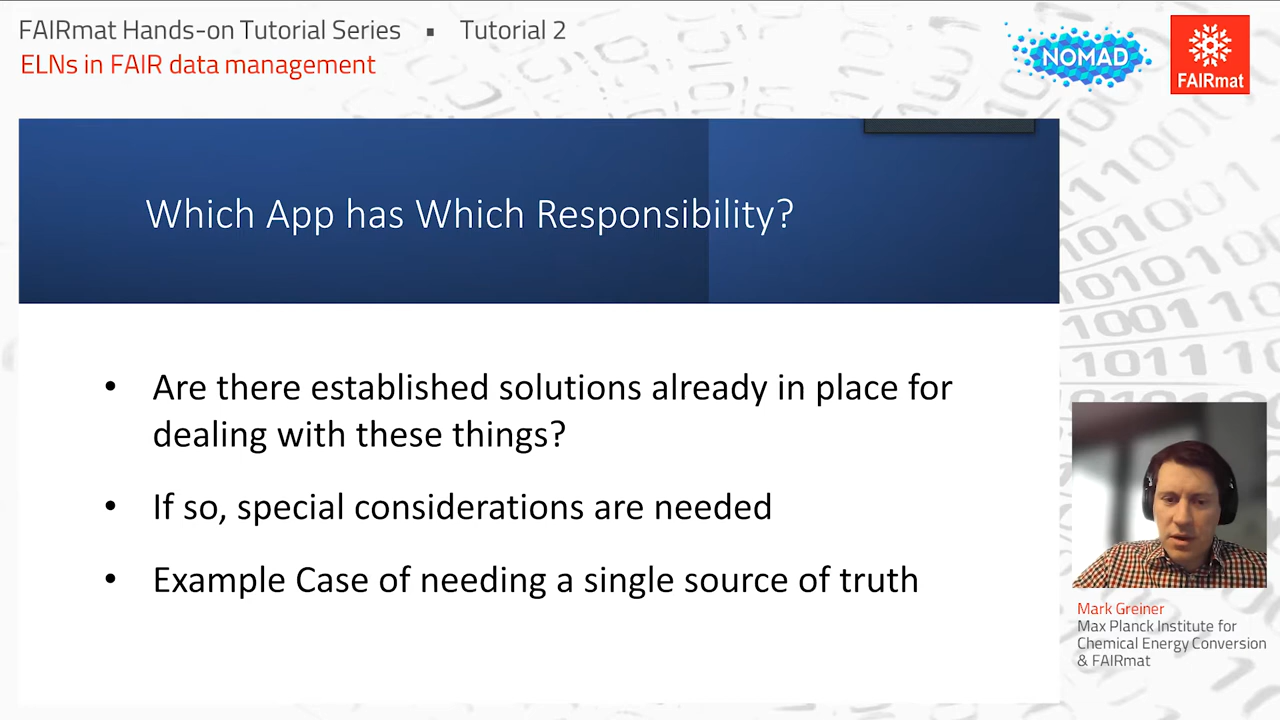 FAIRmat Hands-on Tutorial Series ▪ Tutorial 2
ELNs in FAIR data management
NOMAD
FAIRmat
Which App has Which Responsibility?
• Are there established solutions already in place for
dealing with these things?
• If so, special considerations are needed
• Example Case of needing a single source of truth
Mark Greiner
Max Planck Institute for
Chemical Energy Conversion
& FAIRmat